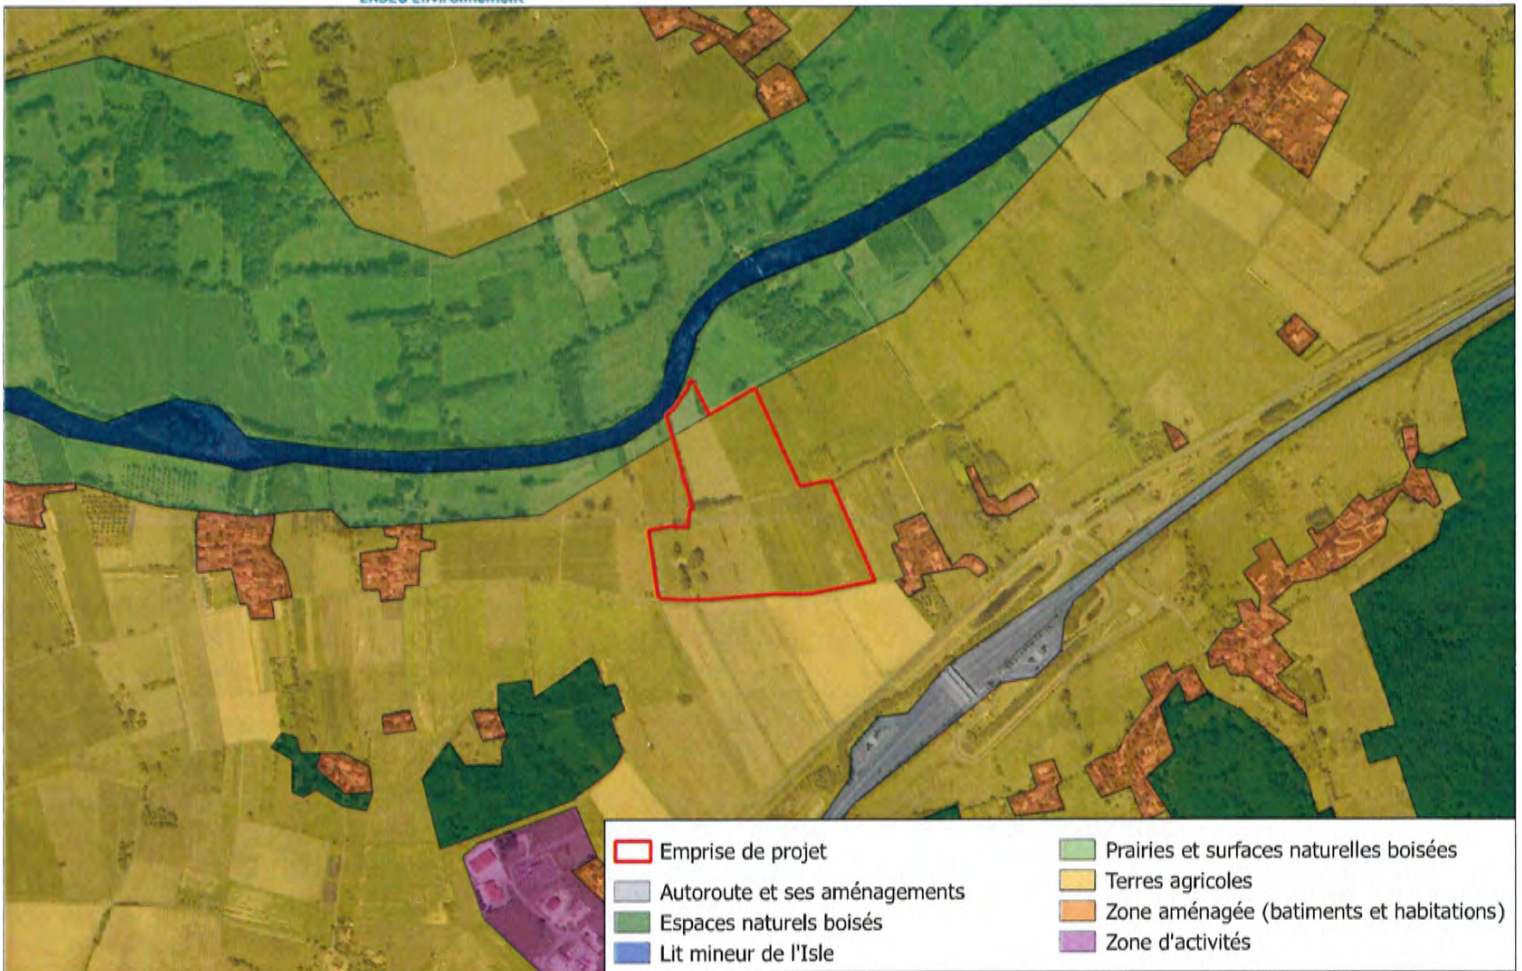 Emprise de projet
Autoroute et ses aménagements
Espaces naturels boisés
Lit mineur de l'Isle
Prairies et surfaces naturelles boisées
Terres agricoles
Zone aménagée (batiments et habitations)
Zone d'activités